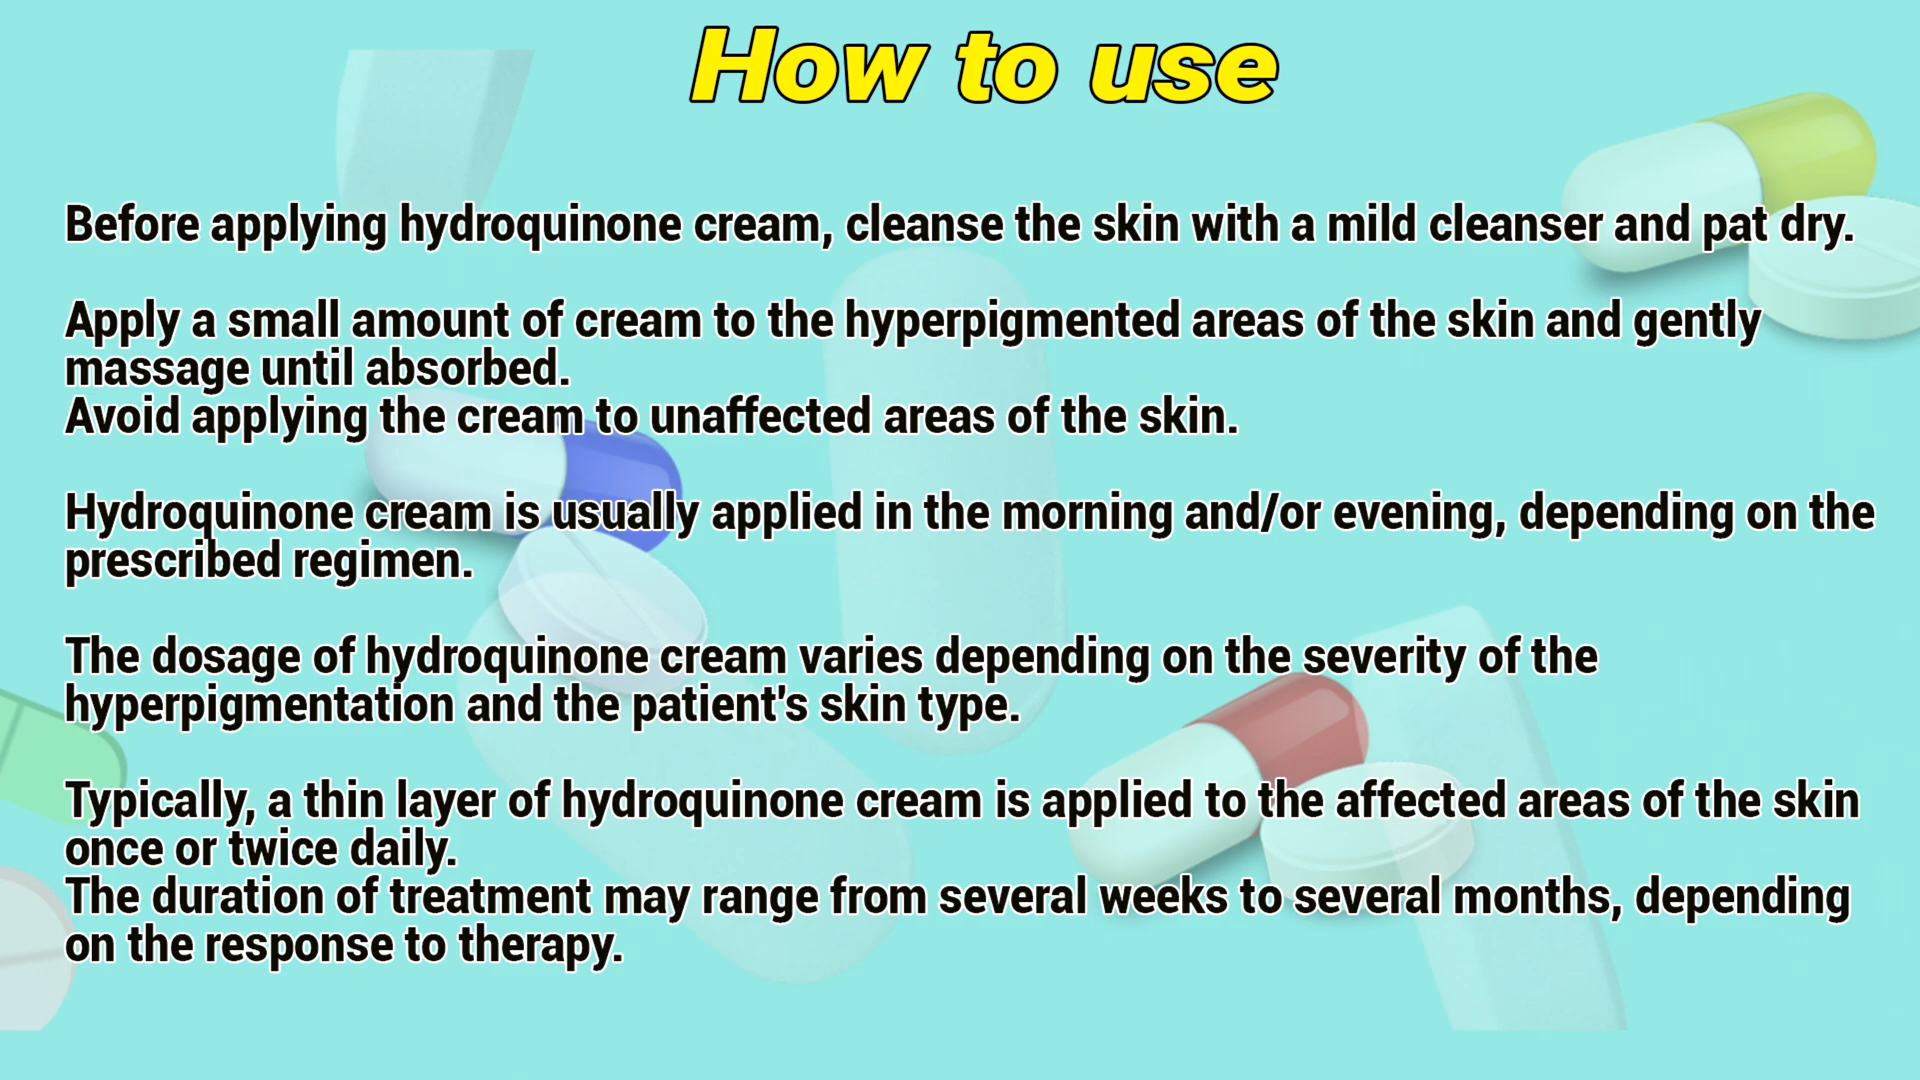 How to use
Before applying hydroquinone cream, cleanse the skin with a mild cleanser and pat dry.
Apply a small amount of cream to the hyperpigmented areas of the skin and gently
massage until absorbed.
Avoid applying the cream to unaffected areas of the skin.
Hydroquinone cream is usually applied in the morning and/or evening, depending on the
prescribed regimen.
The dosage of hydroquinone cream varies depending on the severity of the
hyperpigmentation and the patient's skin type.
Typically, a thin layer of hydroquinone cream is applied to the affected areas of the skin
once or twice daily.
The duration of treatment may range from several weeks to several months, depending
on the response to therapy.